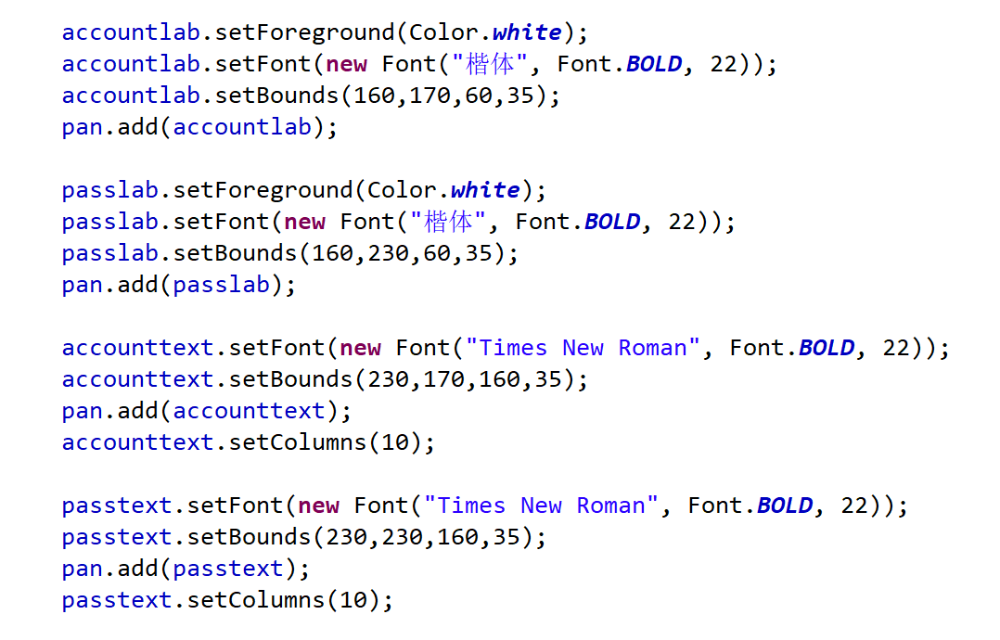 accountlab.setForeground(Color.white);
accountlab.setFont(new Font("楷体", Font.BOLD, 22));
accountlab.setBounds(160,170,60,35);
pan.add(accountlab);
passlab.setForeground(Color.white);
passlab.setFont(new Font("楷体", Font.BOLD, 22));
passlab.setBounds(160,230,60,35);
pan.add(passlab);
accounttext.setFont(new Font("Times New Roman", Font.BOLD, 22));
accounttext.setBounds(230,170,160,35);
pan.add(accounttext);
accounttext.setColumns(10);
passtext.setFont(new Font("Times New Roman", Font.BOLD, 22));
passtext.setBounds(230,230,160,35);
pan.add(passtext);
passtext.setColumns(10);